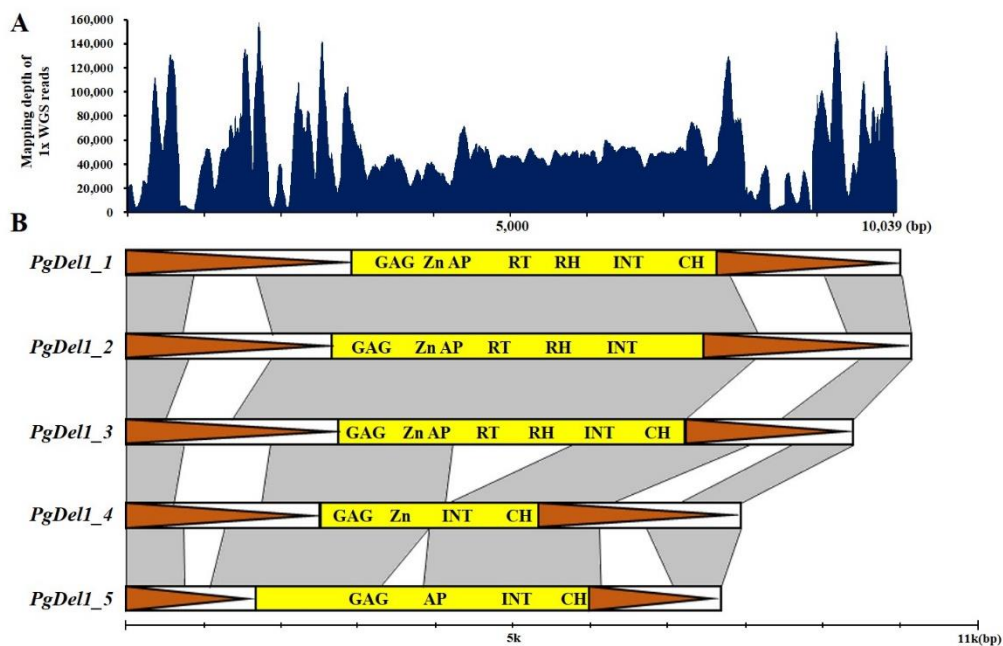 A
160,000
140,000
120,000
100,000
80,000
60,000
40,000
20,000
0
Mapping depth of
1x WGS reads
5,000
10,039 (bp)
B
PgDel1_1
GAG Zn AP RT RH INT CH
PgDel1_2
GAG Zn AP RT RH INT
PgDel1_3
GAG Zn AP RT RH INT CH
PgDel1_4
GAG Zn INT CH
PgDel1_5
GAG AP INT CH
5k
11k(bp)